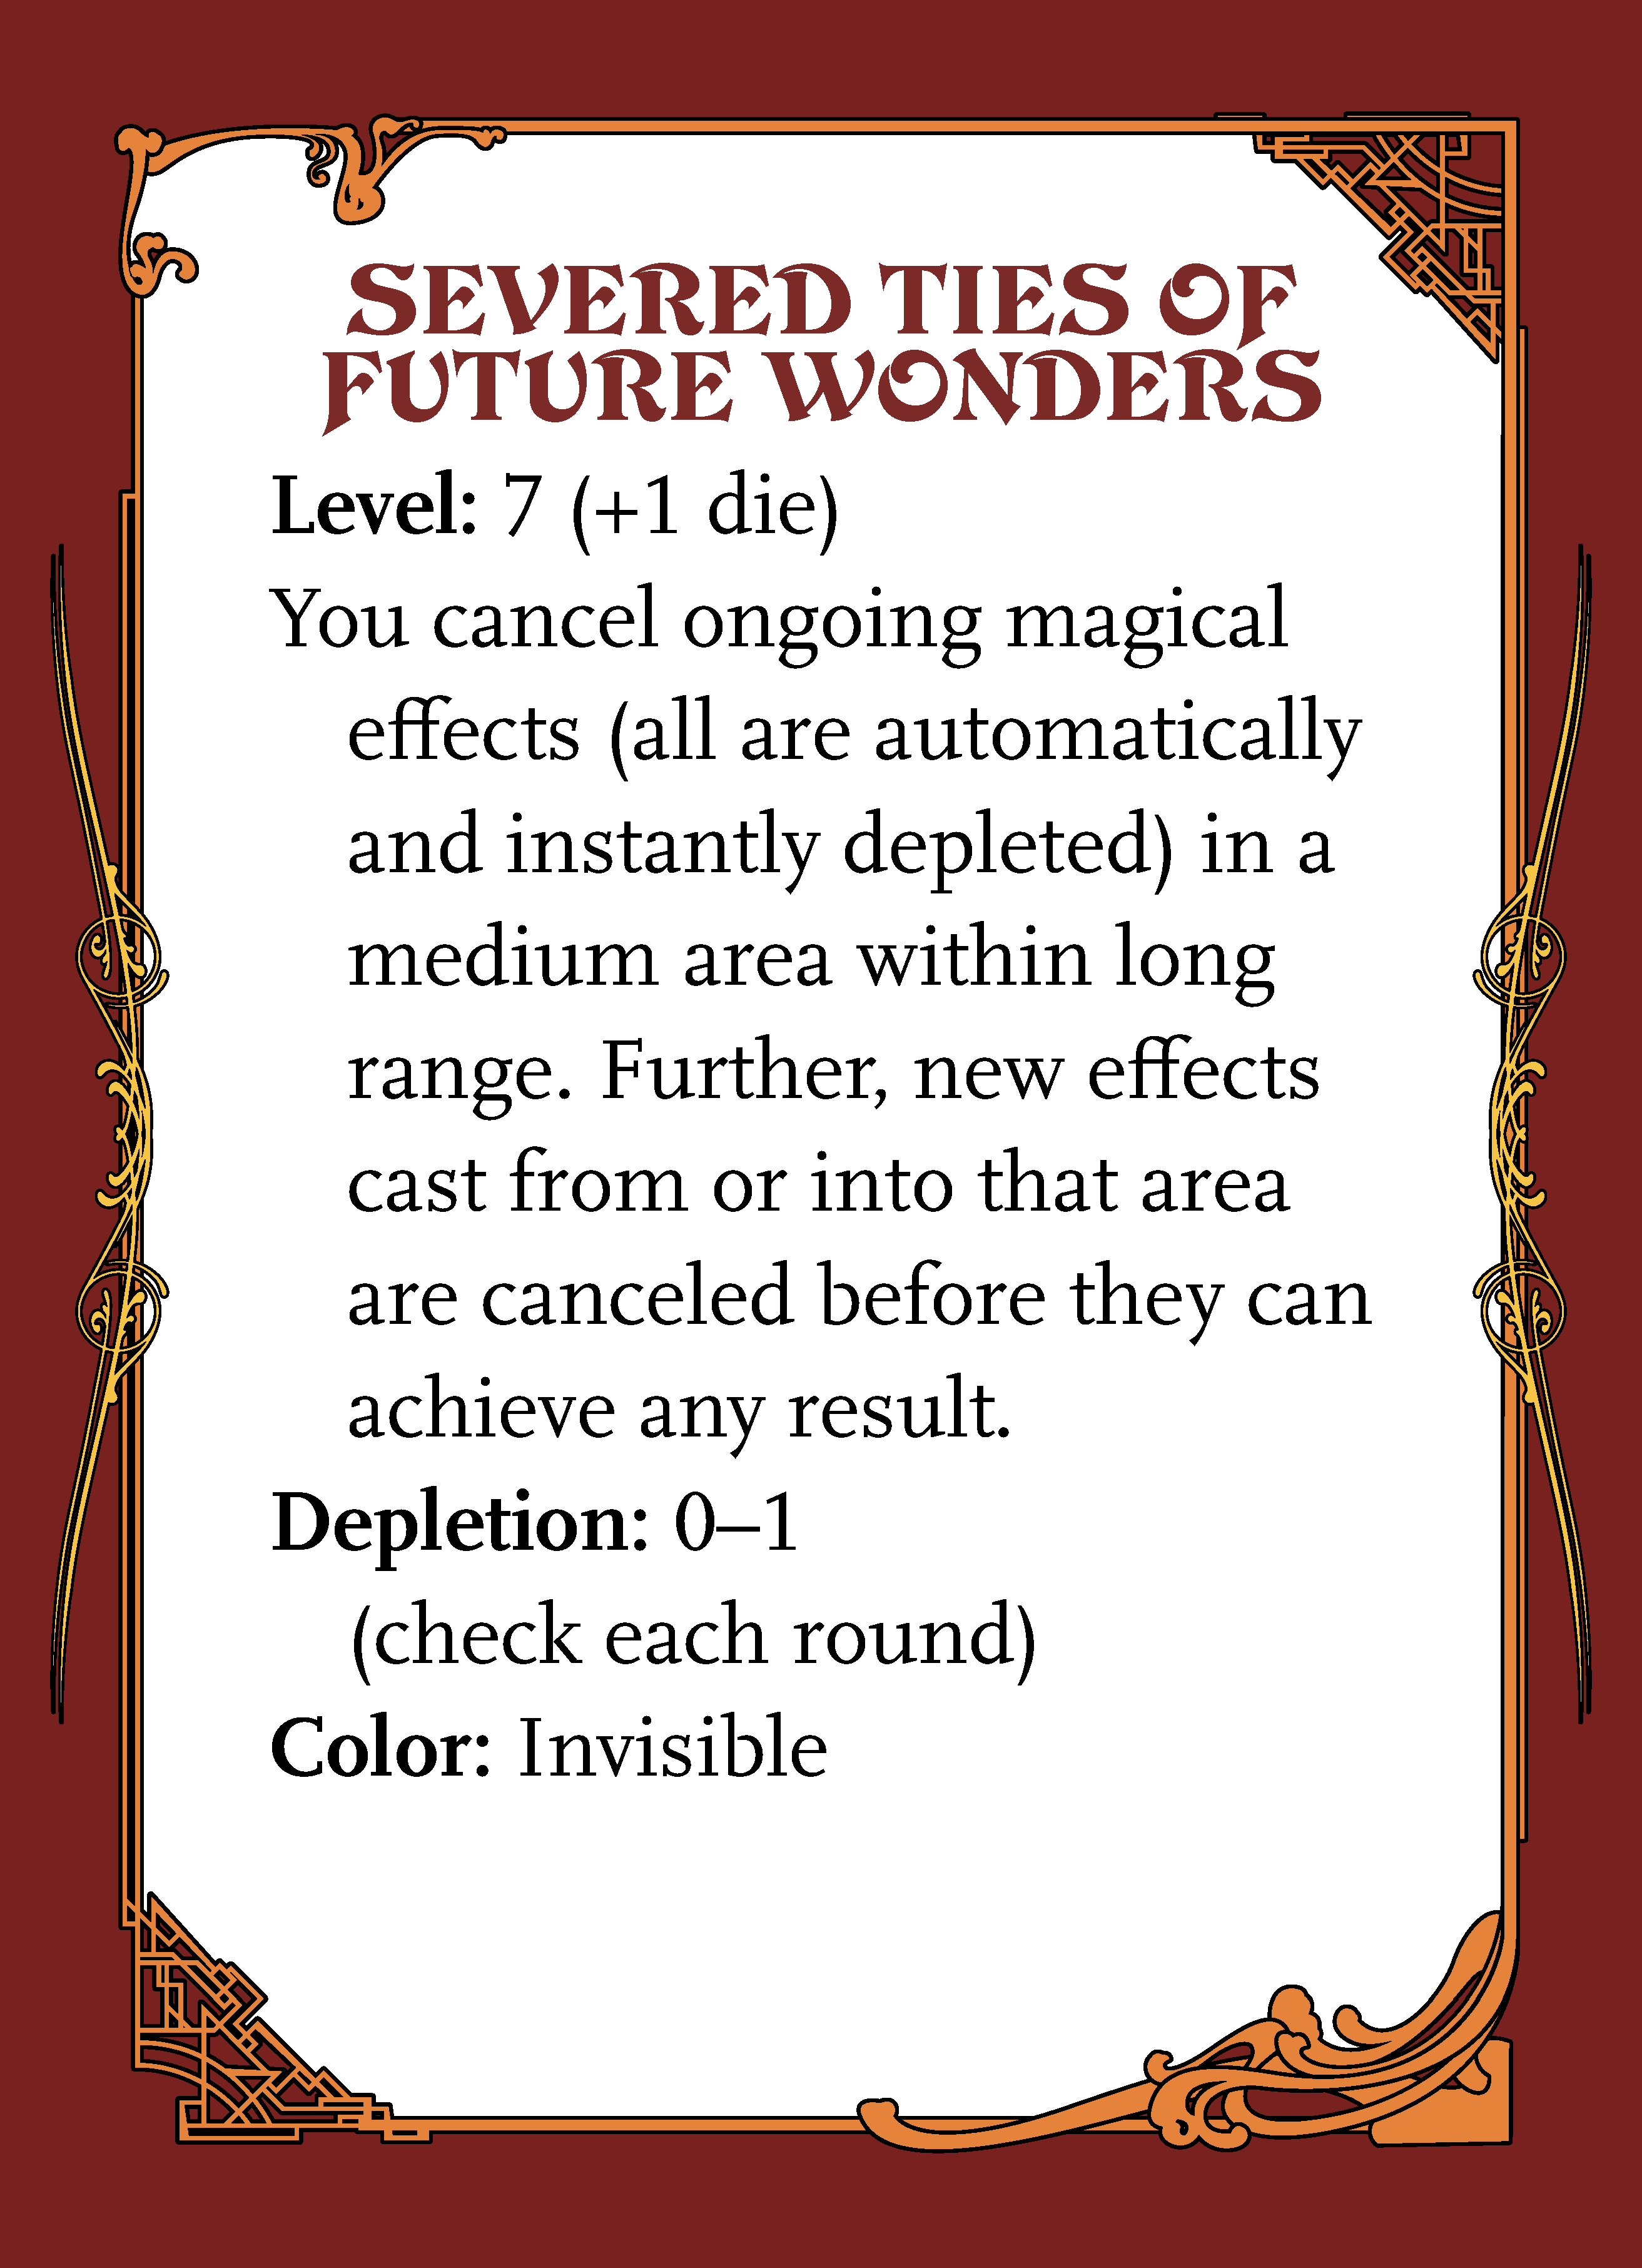 SEVERED TIES OF
FUTURE WONDERS
Level: 7 (+1 die)
You cancel ongoing magical
effects (all are automatically
and instantly depleted) in a
medium area within long
range. Further, new effects
cast from or into that area
are canceled before they can
achieve any result.
Depletion: 0–1
(check each round)
Color: Invisible